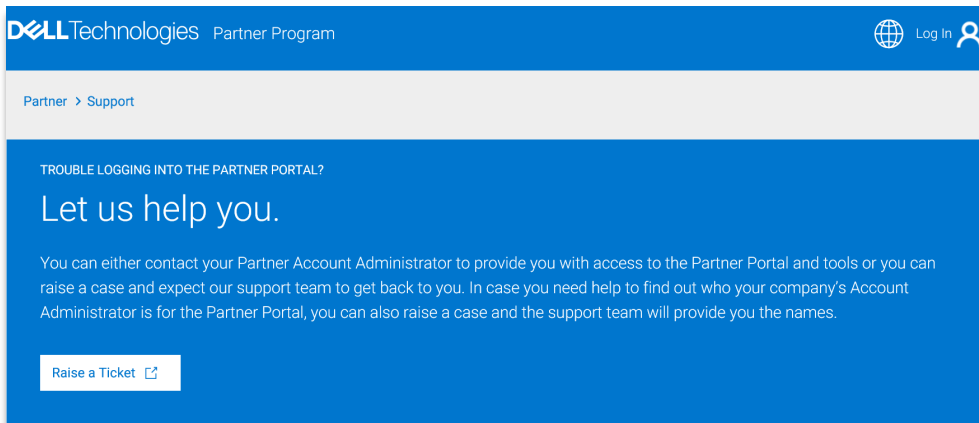 DELLTechnologies Partner Program
Log In
Partner > Support
TROUBLE LOGGING INTO THE PARTNER PORTAL?
Let us help you.
You can either contact your Partner Account Administrator to provide you with access to the Partner Portal and tools or you can
raise a case and expect our support team to get back to you. In case you need help to find out who your company's Account
Administrator is for the Partner Portal, you can also raise a case and the support team will provide you the names.
Raise a Ticket